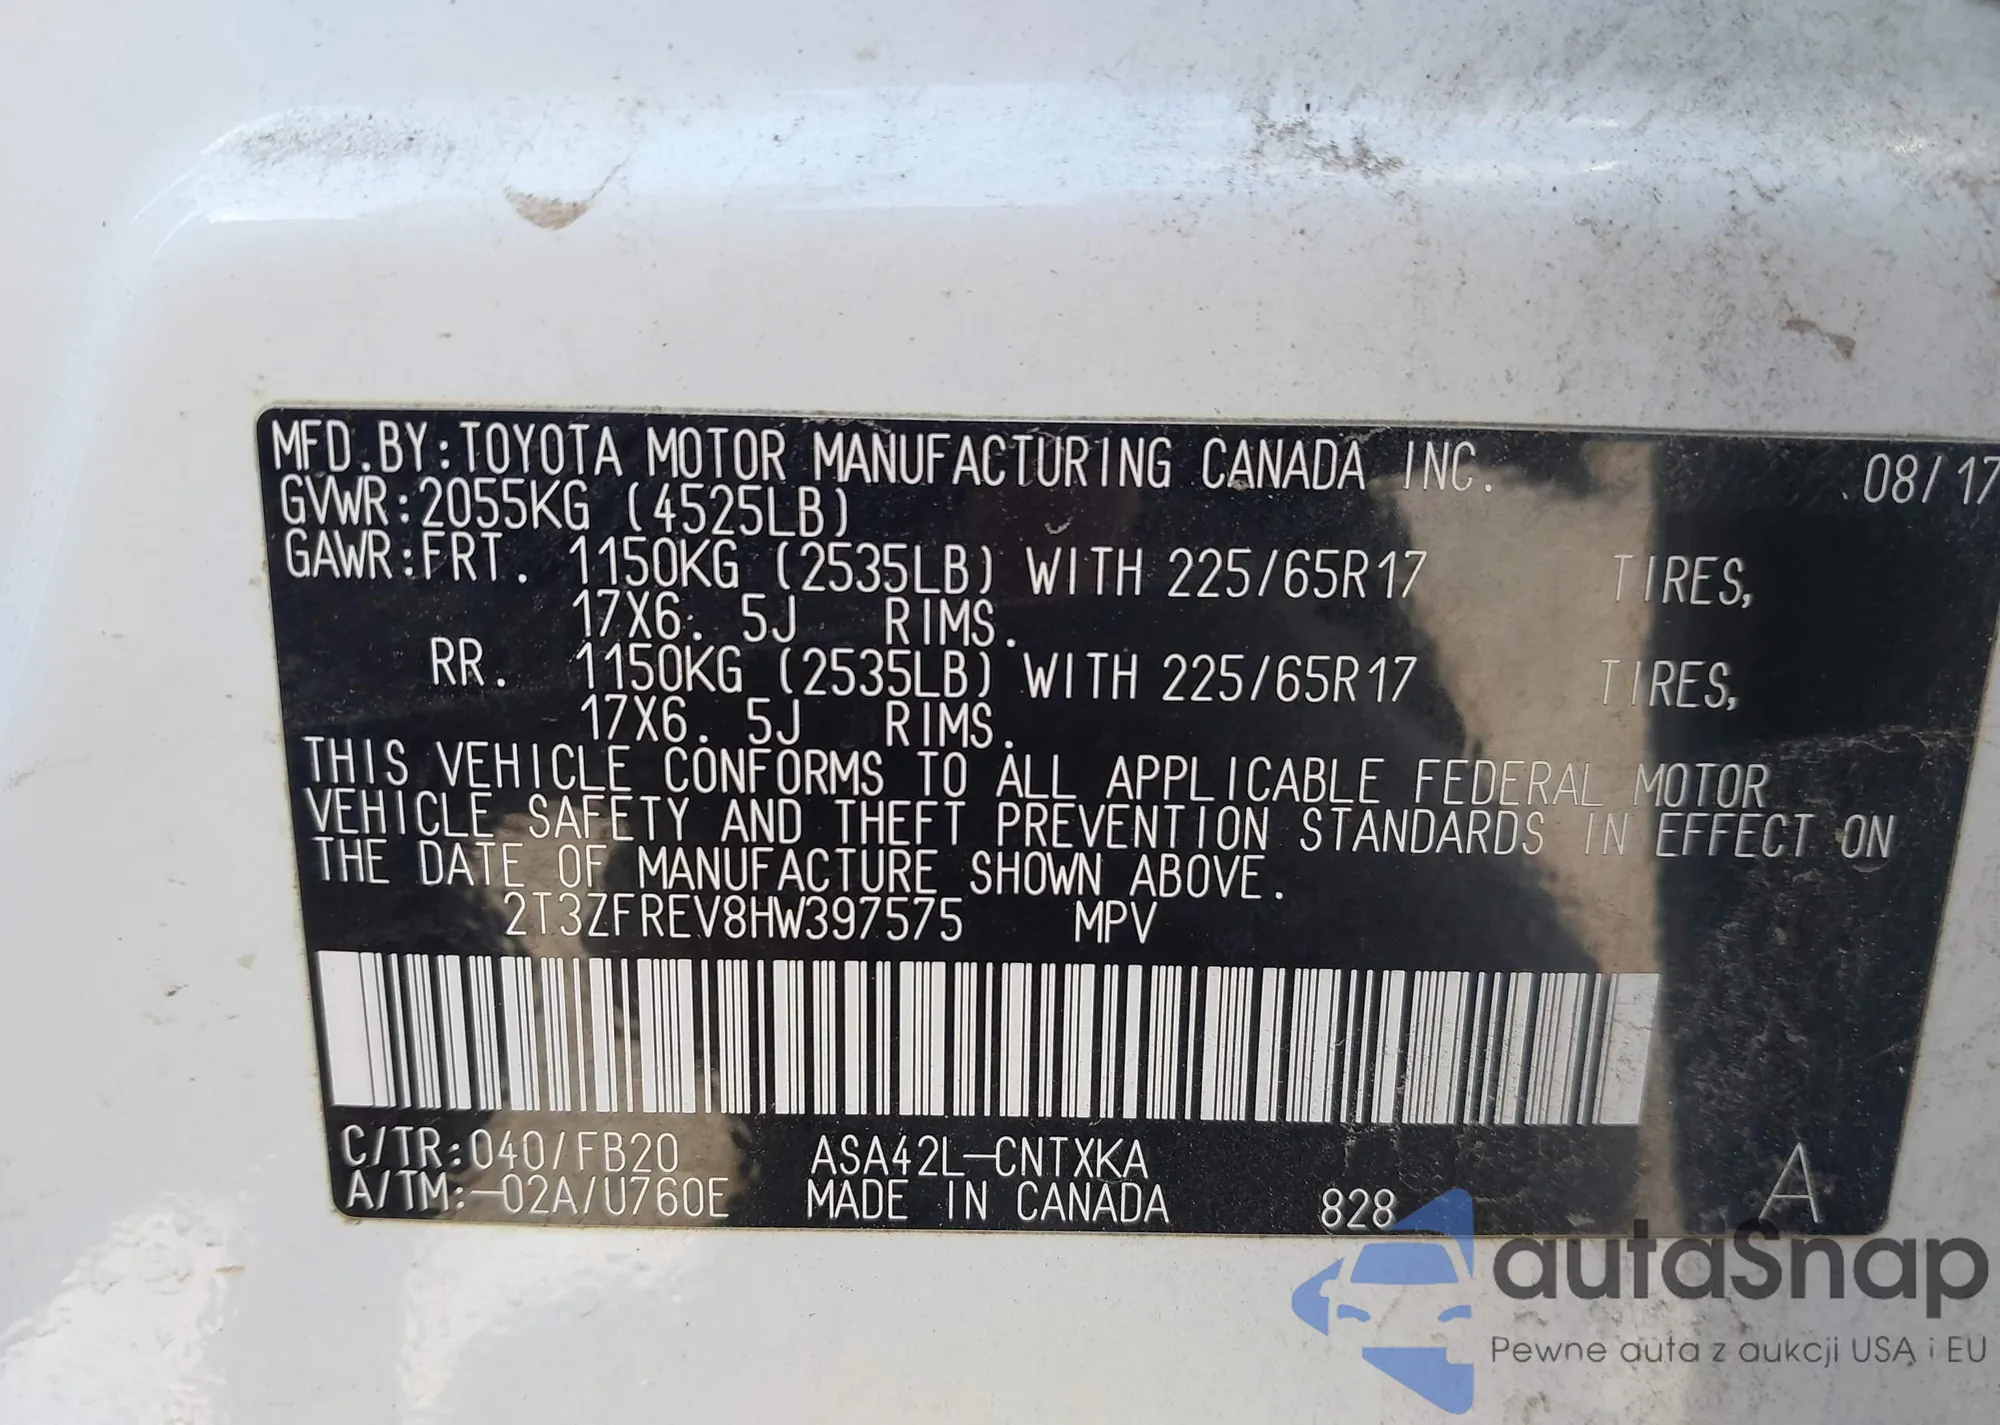 MFD.BY:TOYOTA MOTOR MANUFACTURING CANADA INC. 08/17
GVWR:2055KG (4525LB)
GAWR:FRT. 1150KG (2535LB) WITH 225/65R17 TIRES,
17X6.5J RIMS.
RR. 1150KG (2535LB) WITH 225/65R17 TIRES,
17X6.5J RIMS.
THIS VEHICLE CONFORMS TO ALL APPLICABLE FEDERAL MOTOR
VEHICLE SAFETY AND THEFT PREVENTION STANDARDS IN EFFECT ON
THE DATE OF MANUFACTURE SHOWN ABOVE.
2T3ZFREV8HW397575 MPV
C/TR:040/FB20 ASA42L-CNTXKA
A/TM:-02A/U760E MADE IN CANADA 828 A
autaSnap
Pewne auta z aukcji USA i EU